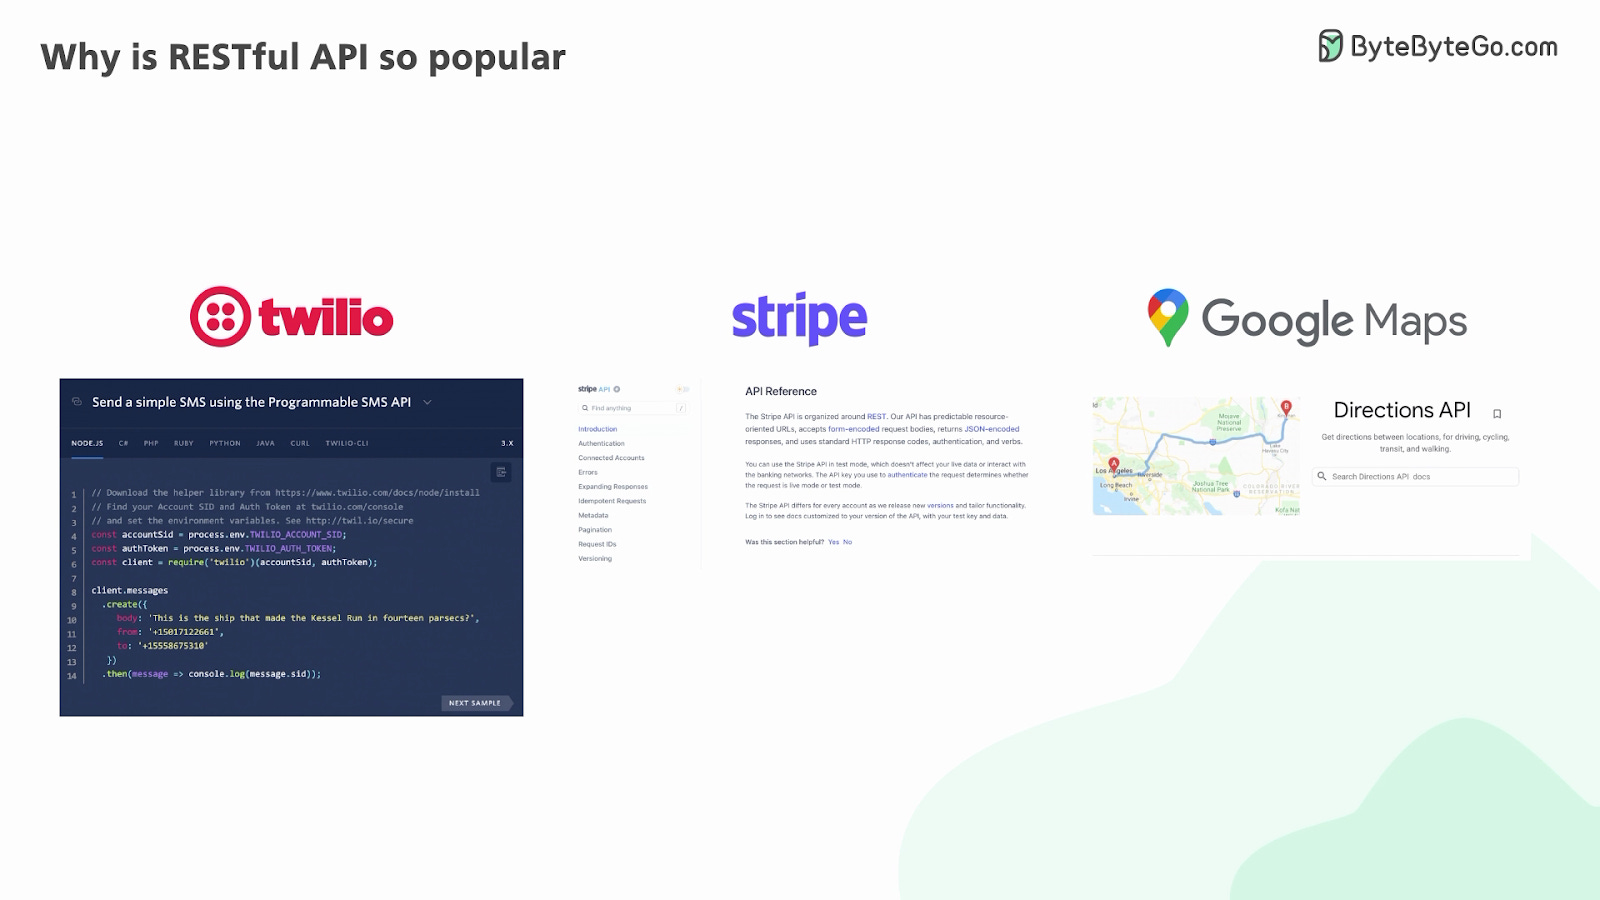 Why is RESTful API so popular
ByteByteGo.com
twilio
Send a simple SMS using the Programmable SMS API
NODE.JS C# PHP RUBY PYTHON JAVA CURL TWILIO-CLI 3.X
1 // Download the helper library from https://www.twilio.com/docs/node/install
2 // Find your Account SID and Auth Token at twilio.com/console
3 // and set the environment variables. See http://twil.io/secure
4 const accountSid = process.env.TWILIO_ACCOUNT_SID;
5 const authToken = process.env.TWILIO_AUTH_TOKEN;
6 const client = require('twilio')(accountSid, authToken);
7
8 client.messages
9 .create({
10 body: 'This is the ship that made the Kessel Run in fourteen parsecs?',
11 from: '+15017122661',
12 to: '+15558675310'
13 })
14 .then(message => console.log(message.sid));
NEXT SAMPLE
stripe
stripe API
Find anything /
Introduction
Authentication
Connected Accounts
Errors
Expanding Responses
Idempotent Requests
Metadata
Pagination
Request IDs
Versioning
API Reference
The Stripe API is organized around REST. Our API has predictable resource-
oriented URLs, accepts form-encoded request bodies, returns JSON-encoded
responses, and uses standard HTTP response codes, authentication, and verbs.
You can use the Stripe API in test mode, which doesn't affect your live data or interact with
the banking networks. The API key you use to authenticate the request determines whether
the request is live mode or test mode.
The Stripe API differs for every account as we release new versions and tailor functionality.
Log in to see docs customized to your version of the API, with your test key and data.
Was this section helpful? Yes No
Google Maps
Mojave
National
Preserve
B
A
Los Angeles
Riverside
Long Beach
Irvine
Joshua Tree
National Park
Lake
Havasu City
COLORADO RIVER
RESERVATION
Kofa Nat
Directions API
Get directions between locations, for driving, cycling,
transit, and walking.
Search Directions API docs